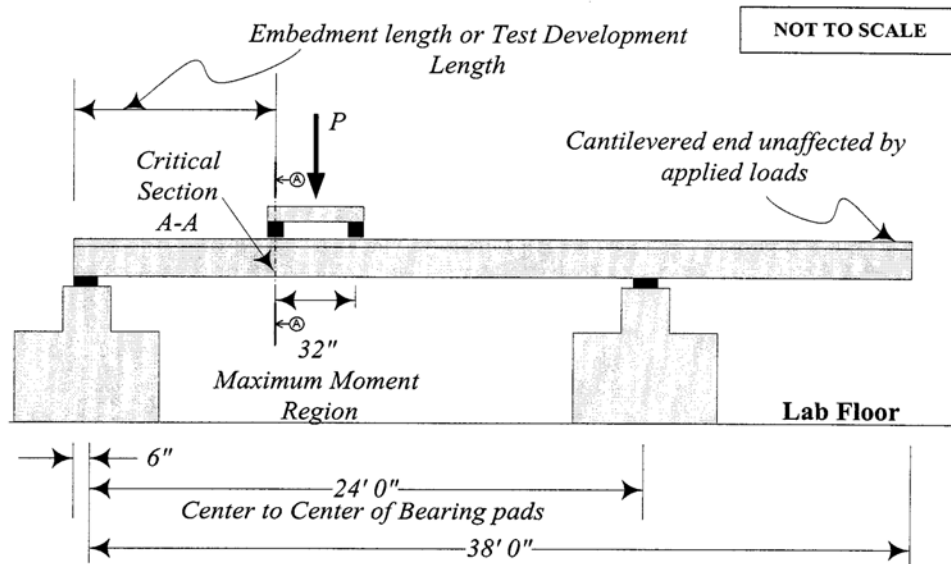 NOT TO SCALE
Embedment length or Test Development
Length
P
Cantilevered end unaffected by
applied loads
Critical
Section
A-A
A
A
32"
Maximum Moment
Region
Lab Floor
6"
24' 0"
Center to Center of Bearing pads
38' 0"